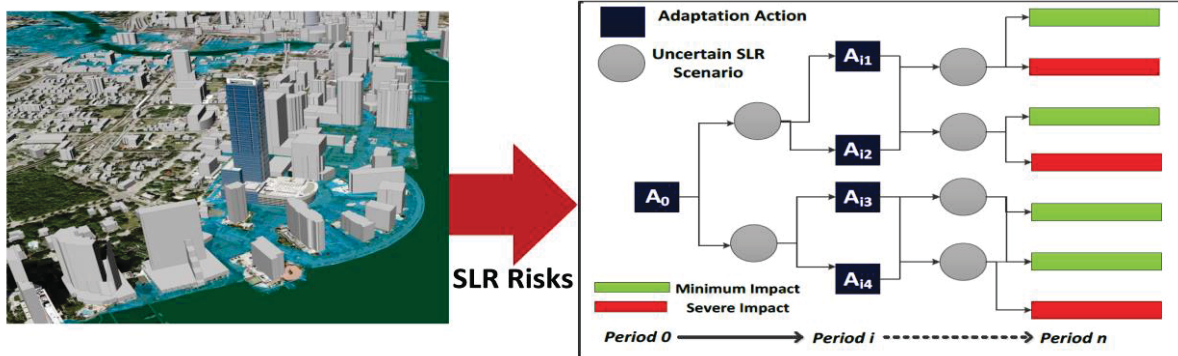 SLR Risks
Adaptation Action
Uncertain SLR
Scenario
A₀
Aᵢ₁
Aᵢ₂
Aᵢ₃
Aᵢ₄
Minimum Impact
Severe Impact
Period 0
Period i
Period n